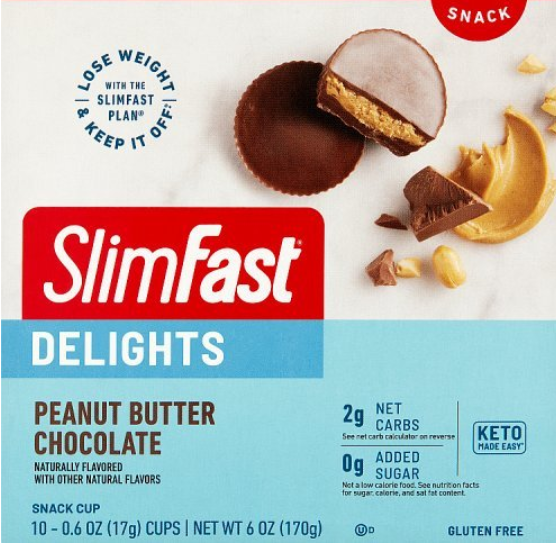 SNACK
LOSE WEIGHT
WITH THE
SLIMFAST
PLAN®
& KEEP IT OFF*
SlimFast®
DELIGHTS
PEANUT BUTTER
CHOCOLATE
NATURALLY FLAVORED
WITH OTHER NATURAL FLAVORS
2g NET
CARBS
See net carb calculator on reverse
0g ADDED
SUGAR
Not a low calorie food. See nutrition facts
for sugar, calorie, and sat fat content.
KETO
MADE EASY™
SNACK CUP
10 - 0.6 OZ (17g) CUPS | NET WT 6 OZ (170g)
UD
GLUTEN FREE